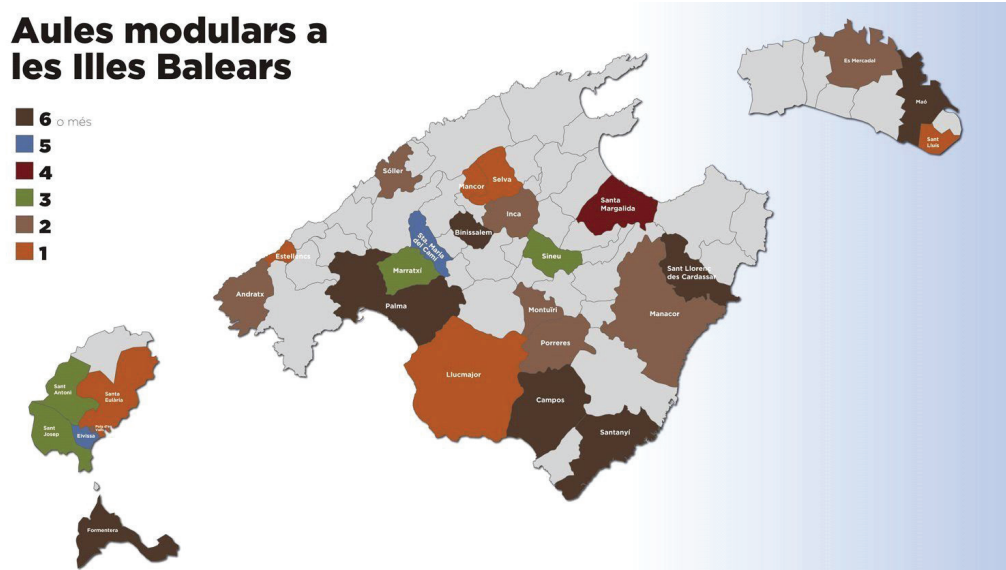 Aules modulars a
les Illes Balears
6 o més
5
4
3
2
1
Es Mercadal
Maó
Sant
Lluís
Sóller
Mancor
Selva
Santa
Margalida
Inca
Binissalem
Sta. Maria
del Camí
Sineu
Estellencs
Marratxí
Sant Llorenç
des Cardassar
Andratx
Palma
Montuïri
Manacor
Porreres
Llucmajor
Campos
Santanyí
Sant
Antoni
Santa
Eulària
Sant
Josep
Eivissa
Formentera